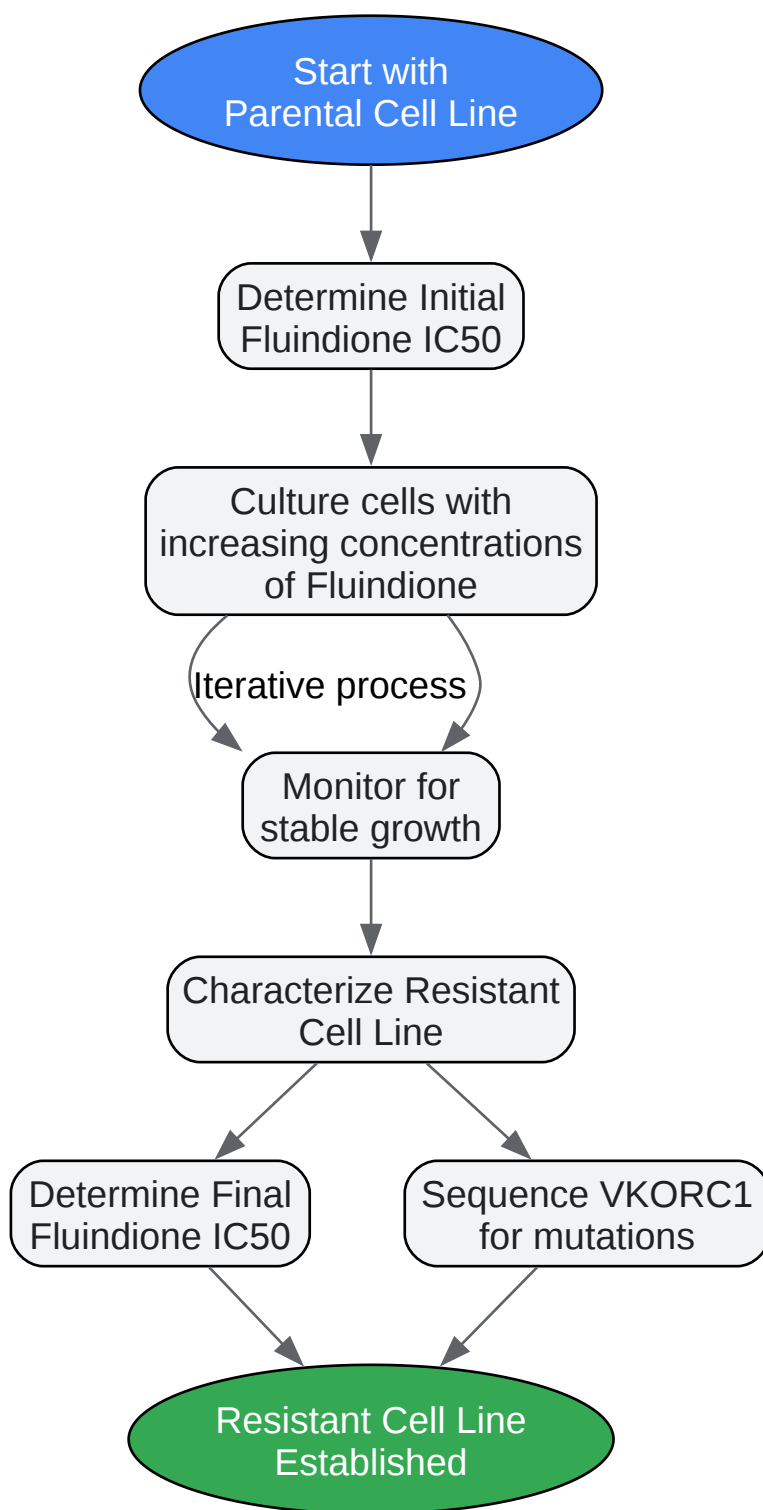 Start with
Parental Cell Line
Determine Initial
Fluindione IC50
Culture cells with
increasing concentrations
of Fluindione
Iterative process
Monitor for
stable growth
Characterize Resistant
Cell Line
Determine Final
Fluindione IC50
Sequence VKORC1
for mutations
Resistant Cell Line
Established